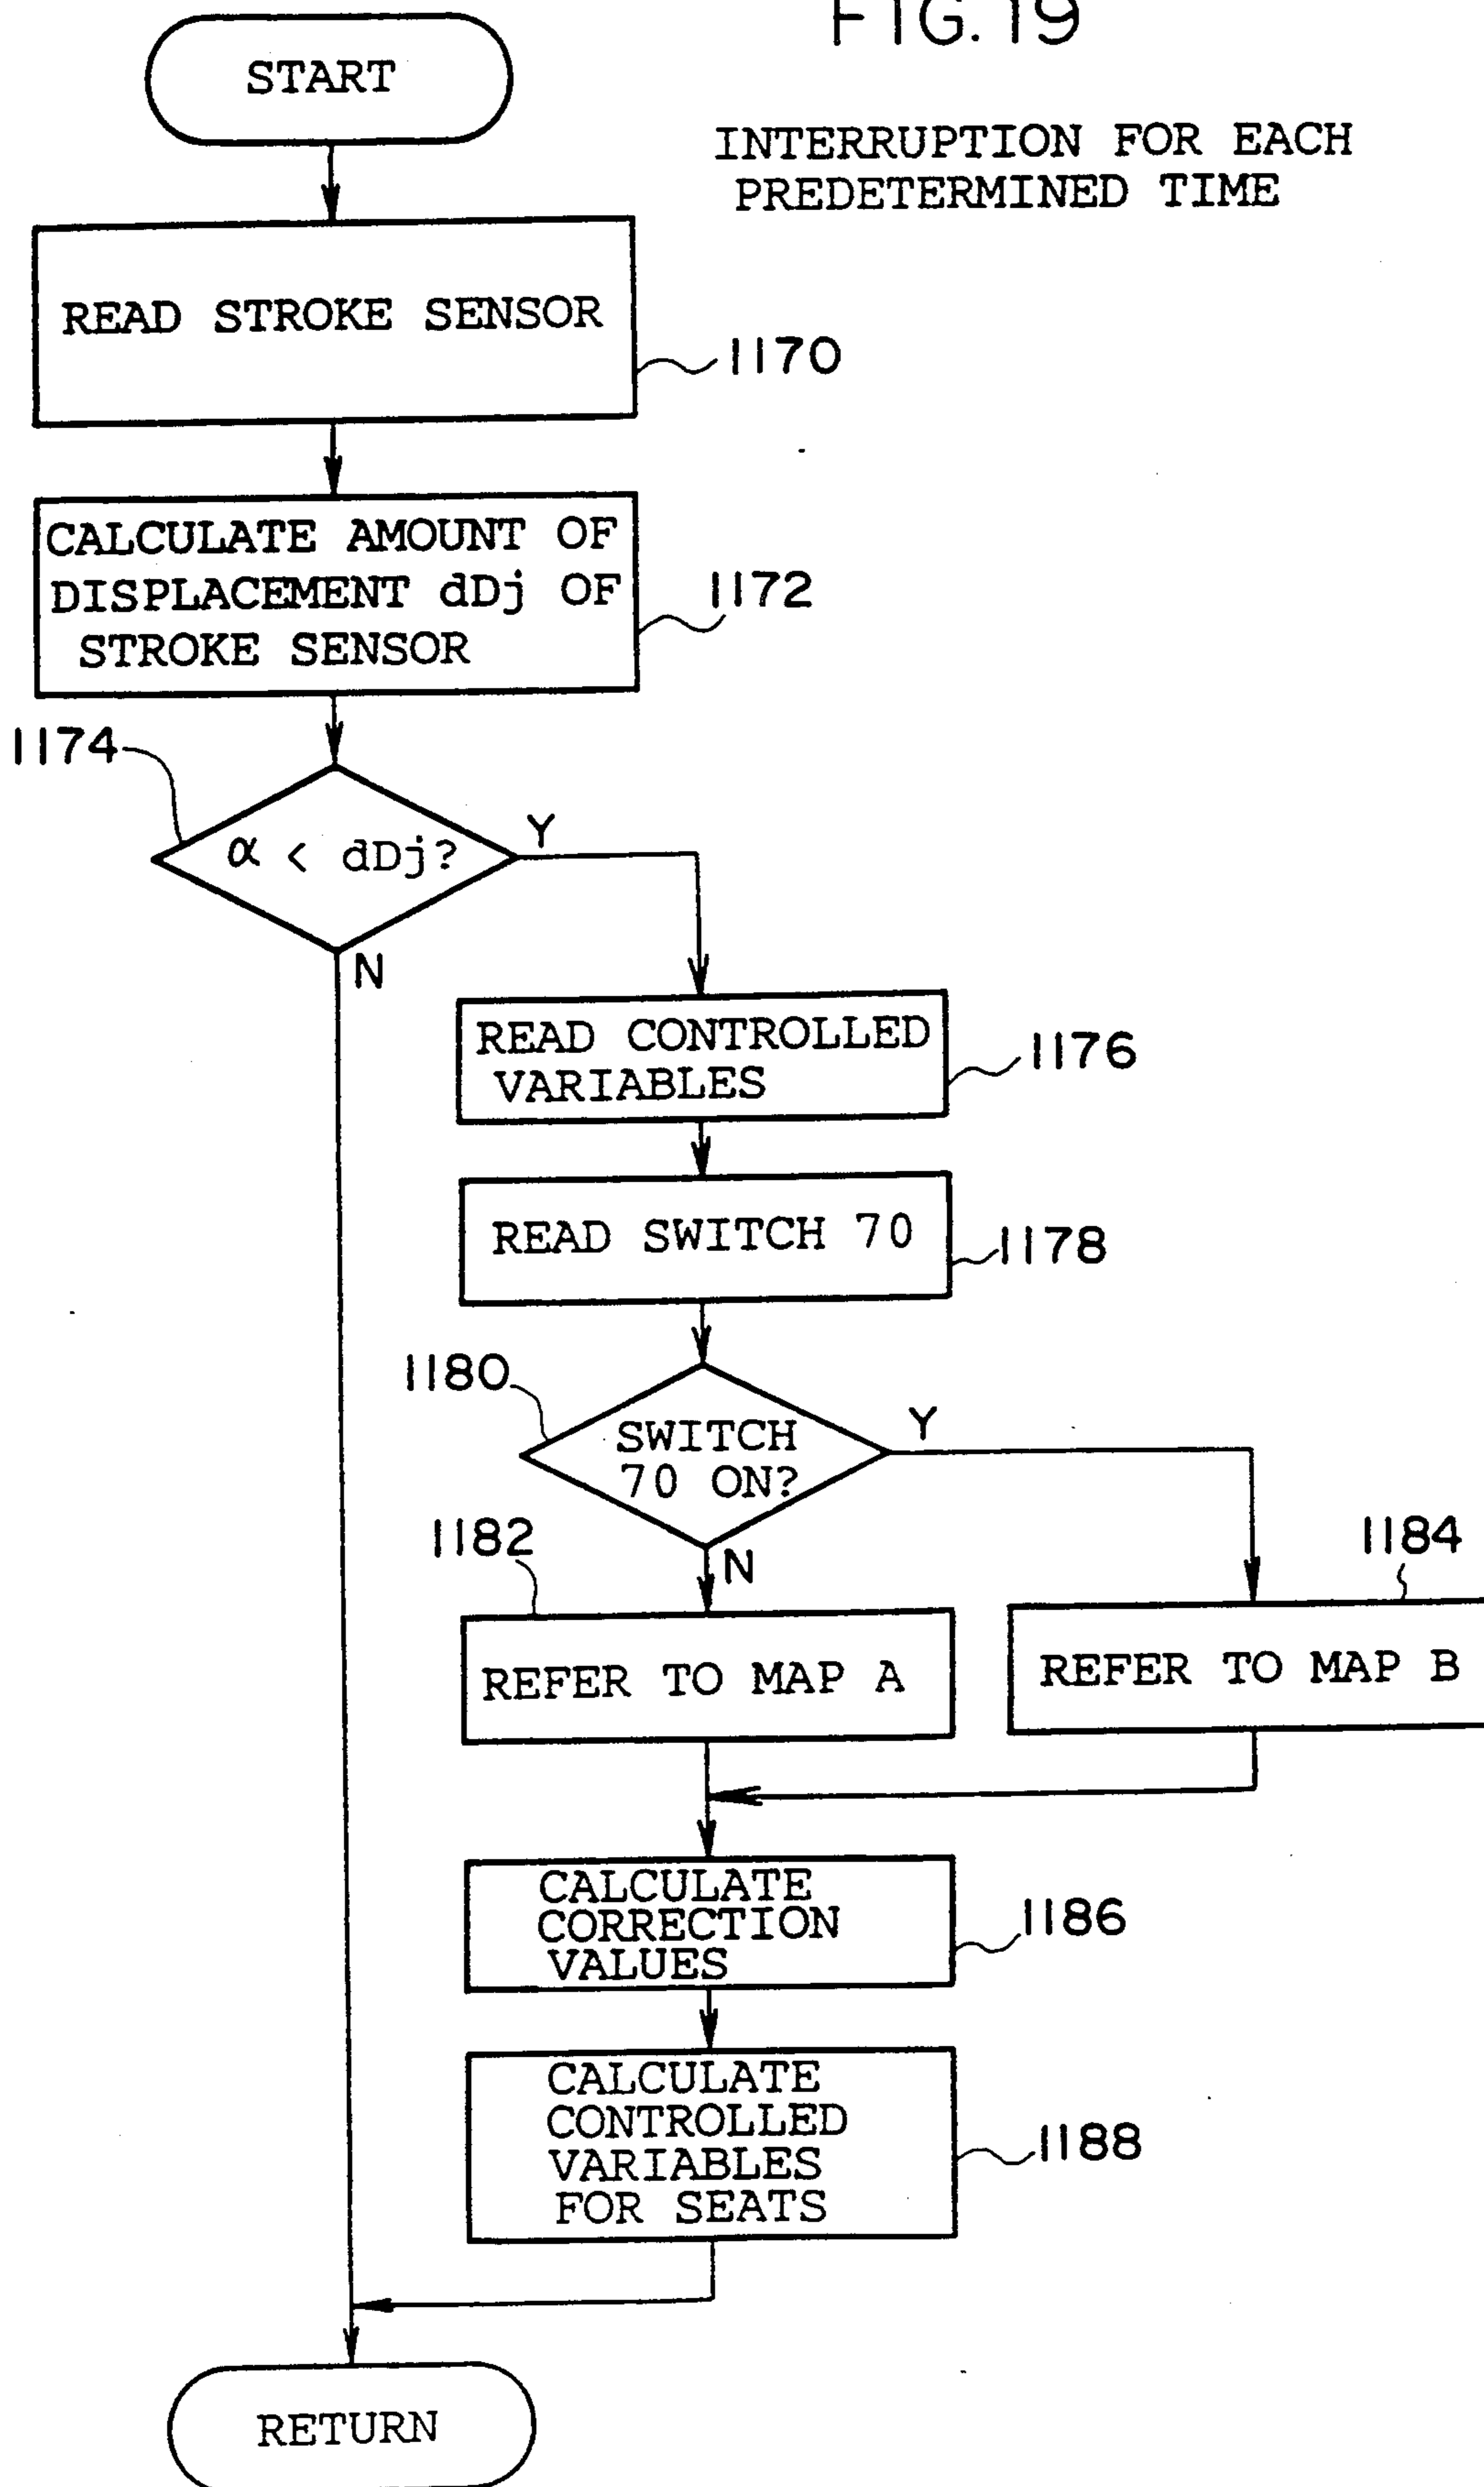 FIG. 19
START
INTERRUPTION FOR EACH
PREDETERMINED TIME
READ STROKE SENSOR
1170
CALCULATE AMOUNT OF
DISPLACEMENT dDj OF
STROKE SENSOR
1172
1174
α < dDj?
Y
N
READ CONTROLLED
VARIABLES
1176
READ SWITCH 70
1178
1180
SWITCH
70 ON?
Y
N
1182
1184
REFER TO MAP A
REFER TO MAP B
CALCULATE
CORRECTION
VALUES
1186
CALCULATE
CONTROLLED
VARIABLES
FOR SEATS
1188
RETURN